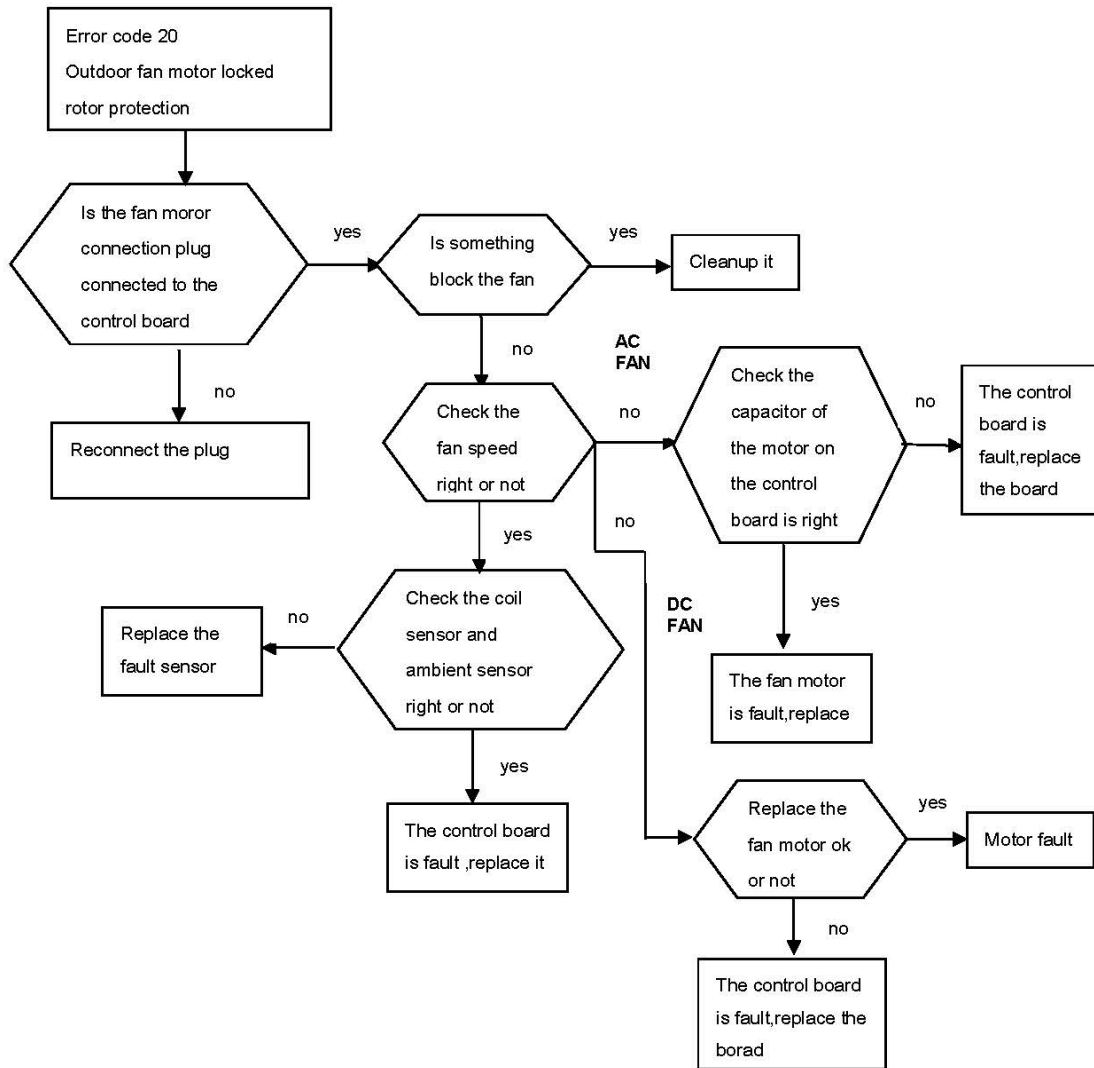 Error code 20
Outdoor fan motor locked
rotor protection
Is the fan moror
connection plug
connected to the
control board
yes
Is something
block the fan
yes
Cleanup it
no
Reconnect the plug
no
Check the
fan speed
right or not
AC
FAN
no
Check the
capacitor of
the motor on
the control
board is right
no
The control
board is
fault,replace
the board
yes
The fan motor
is fault,replace
yes
Check the coil
sensor and
ambient sensor
right or not
no
Replace the
fault sensor
yes
The control board
is fault ,replace it
no
DC
FAN
Replace the
fan motor ok
or not
yes
Motor fault
no
The control board
is fault,replace the
borad